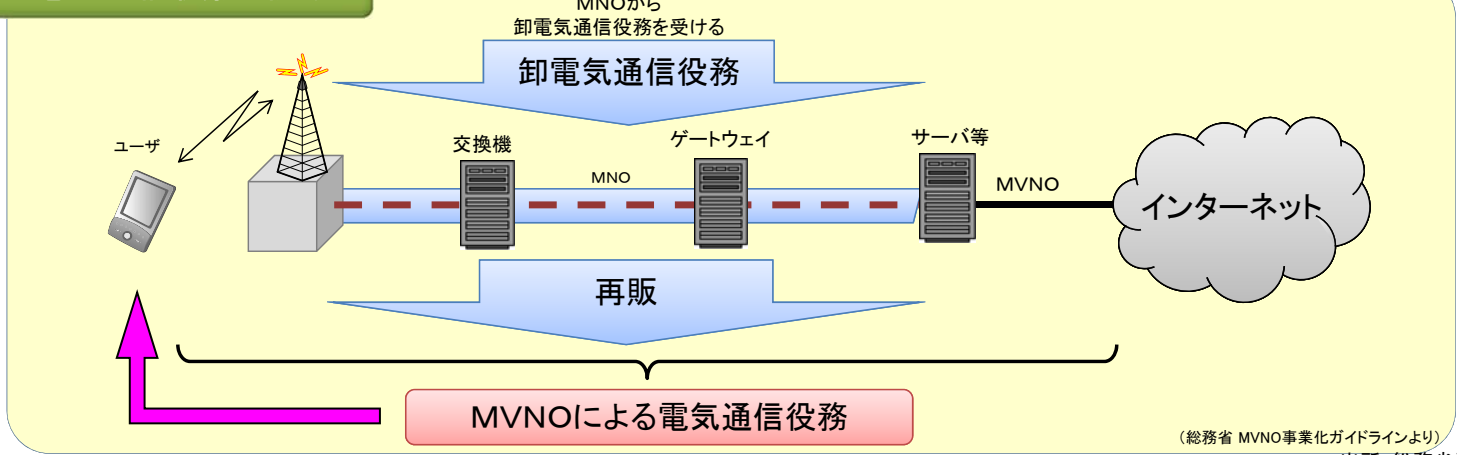 MNOから
卸電気通信役務を受ける
卸電気通信役務
ユーザ
交換機
ゲートウェイ
サーバ等
MNO
MVNO
インターネット
再販
MVNOによる電気通信役務
(総務省 MVNO事業化ガイドラインより)